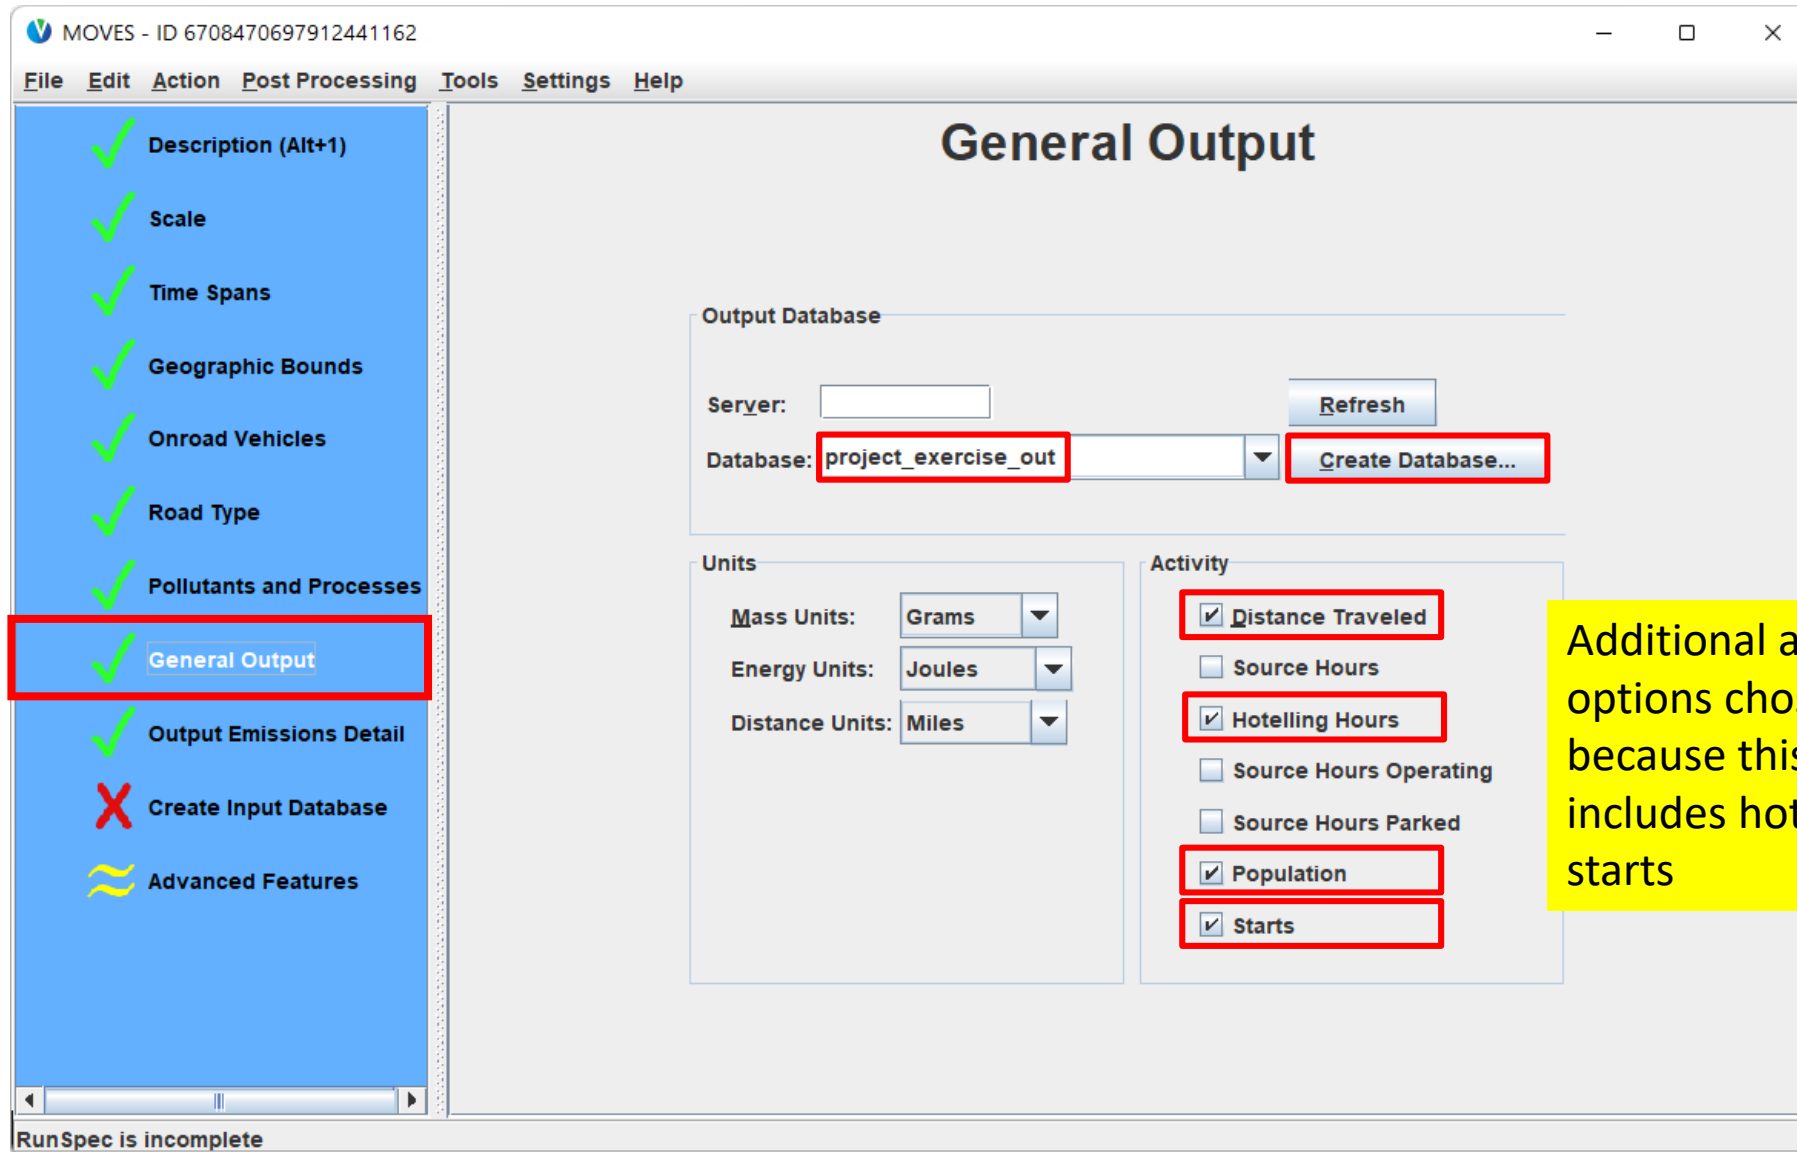 MOVES - ID 6708470697912441162
File Edit Action Post Processing Tools Settings Help
Description (Alt+1)
Scale
Time Spans
Geographic Bounds
Onroad Vehicles
Road Type
Pollutants and Processes
General Output
Output Emissions Detail
Create Input Database
Advanced Features
General Output
Output Database
Server:
Refresh
Database: project_exercise_out
Create Database...
Units
Mass Units: Grams
Energy Units: Joules
Distance Units: Miles
Activity
Distance Traveled
Source Hours
Hotelling Hours
Source Hours Operating
Source Hours Parked
Population
Starts
Additional
options
because
includes
starts
RunSpec is incomplete